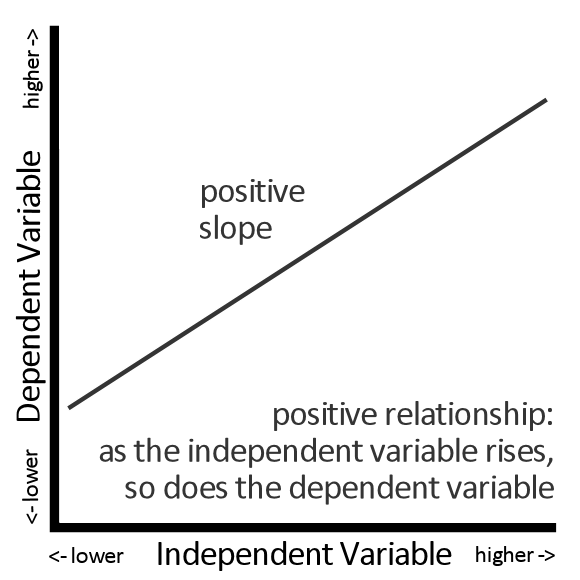 higher ->
Dependent Variable
<- lower
positive
slope
positive relationship:
as the independent variable rises,
so does the dependent variable
<- lower
Independent Variable
higher ->